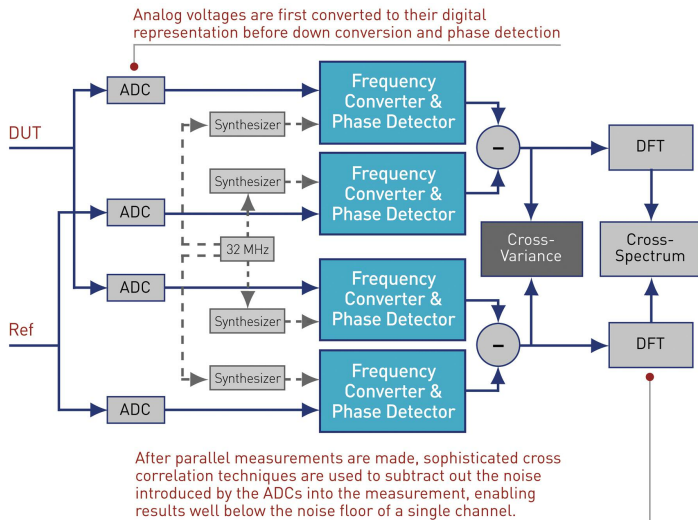 Analog voltages are first converted to their digital
representation before down conversion and phase detection
ADC
Frequency
Converter &
Phase Detector
Synthesizer
DUT
–
DFT
Synthesizer
Frequency
Converter &
Phase Detector
ADC
32 MHz
Cross-
Variance
Cross-
Spectrum
ADC
Frequency
Converter &
Phase Detector
Synthesizer
Ref
–
DFT
Synthesizer
Frequency
Converter &
Phase Detector
ADC
After parallel measurements are made, sophisticated cross
correlation techniques are used to subtract out the noise
introduced by the ADCs into the measurement, enabling
results well below the noise floor of a single channel.